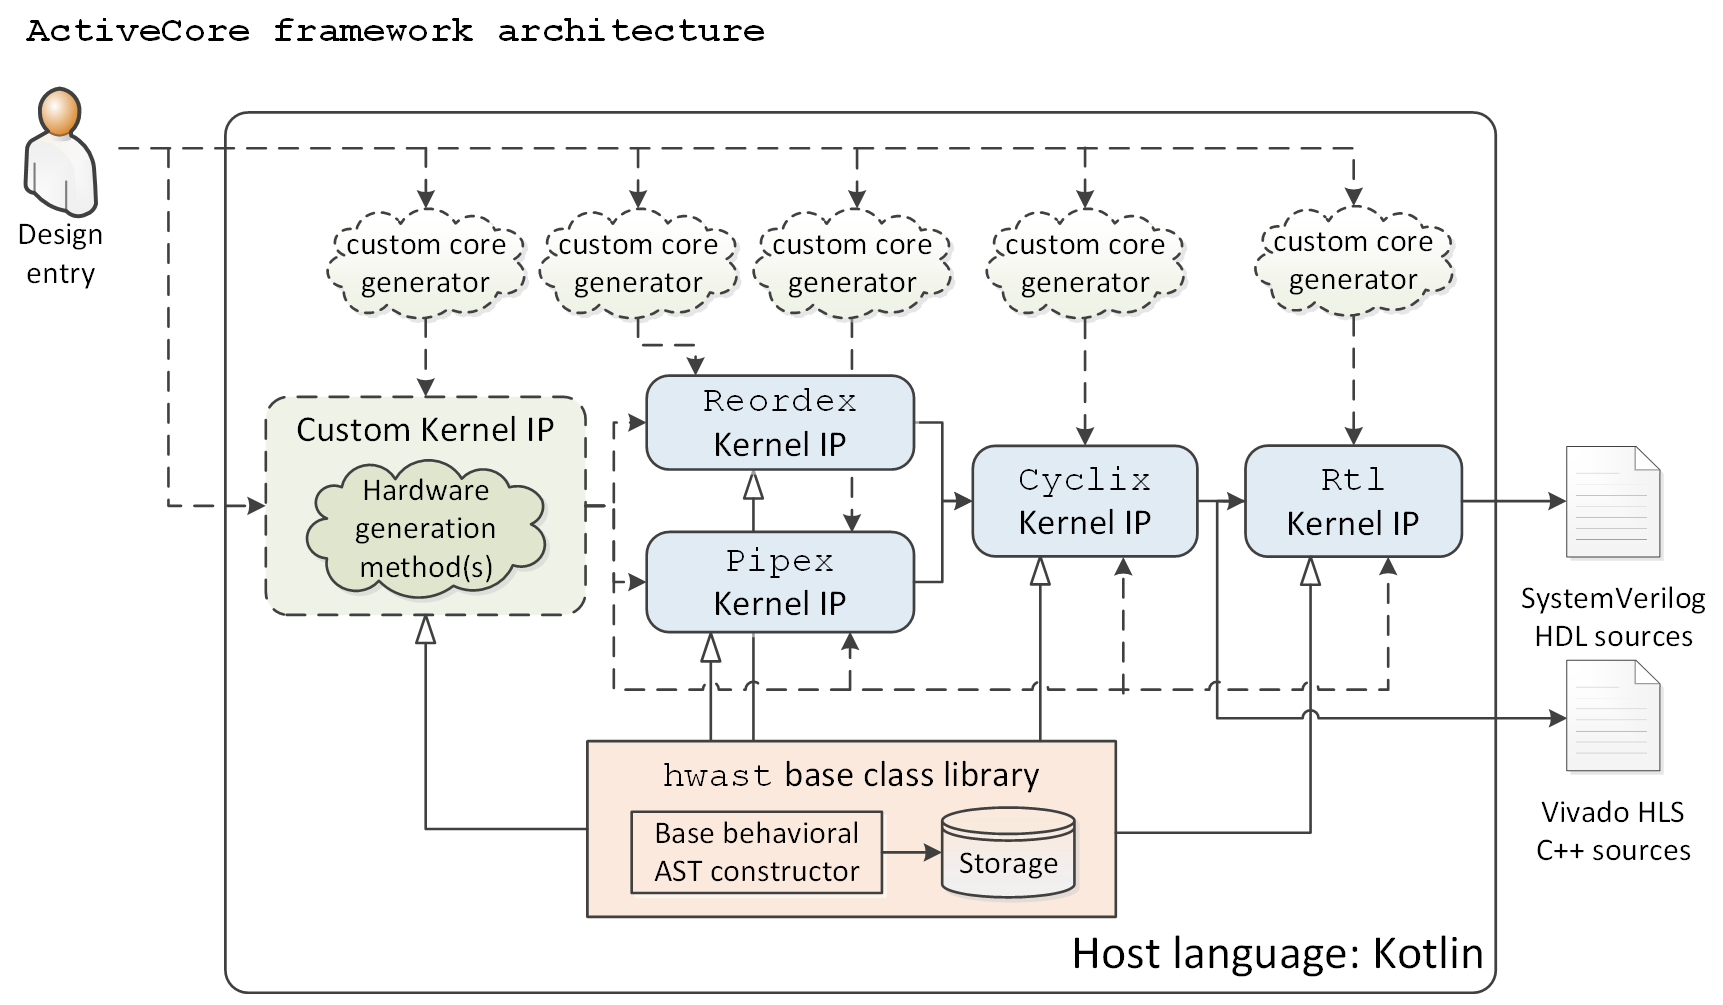 ActiveCore framework architecture
Design
entry
custom core
generator
custom core
generator
custom core
generator
custom core
generator
custom core
generator
Custom Kernel IP
Hardware
generation
method(s)
Reordex
Kernel IP
Pipex
Kernel IP
Cyclix
Kernel IP
Rtl
Kernel IP
SystemVerilog
HDL sources
Vivado HLS
C++ sources
hwast base class library
Base behavioral
AST constructor
Storage
Host language: Kotlin